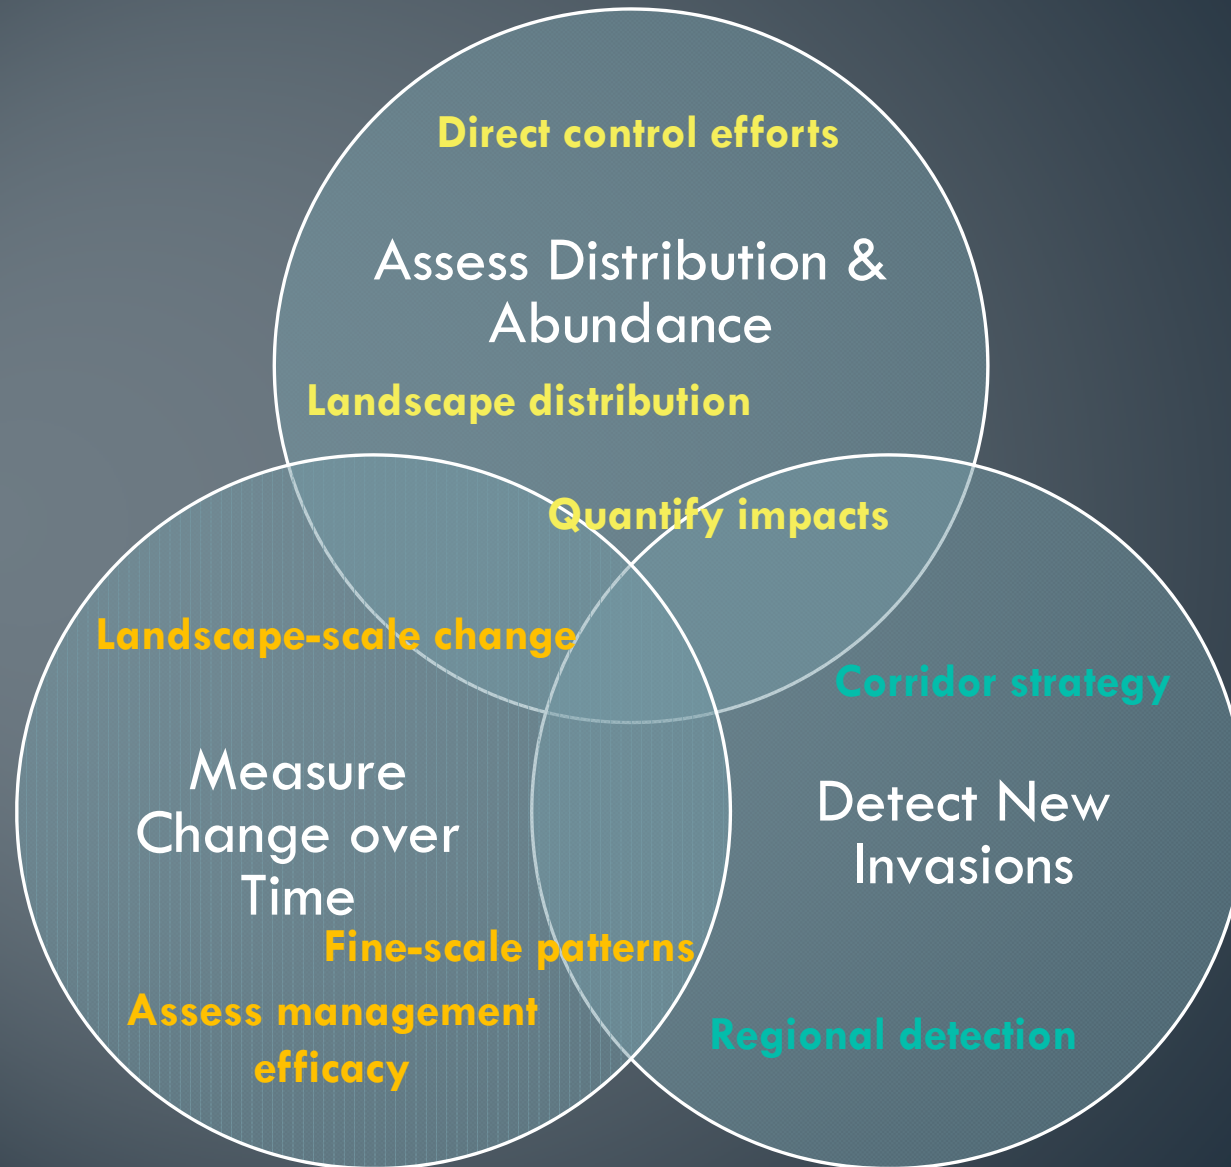 Direct control efforts
Assess Distribution &
Abundance
Landscape distribution
Quantify impacts
Landscape-scale change
Corridor strategy
Measure
Change over
Time
Detect New
Invasions
Fine-scale patterns
Assess management
efficacy
Regional detection